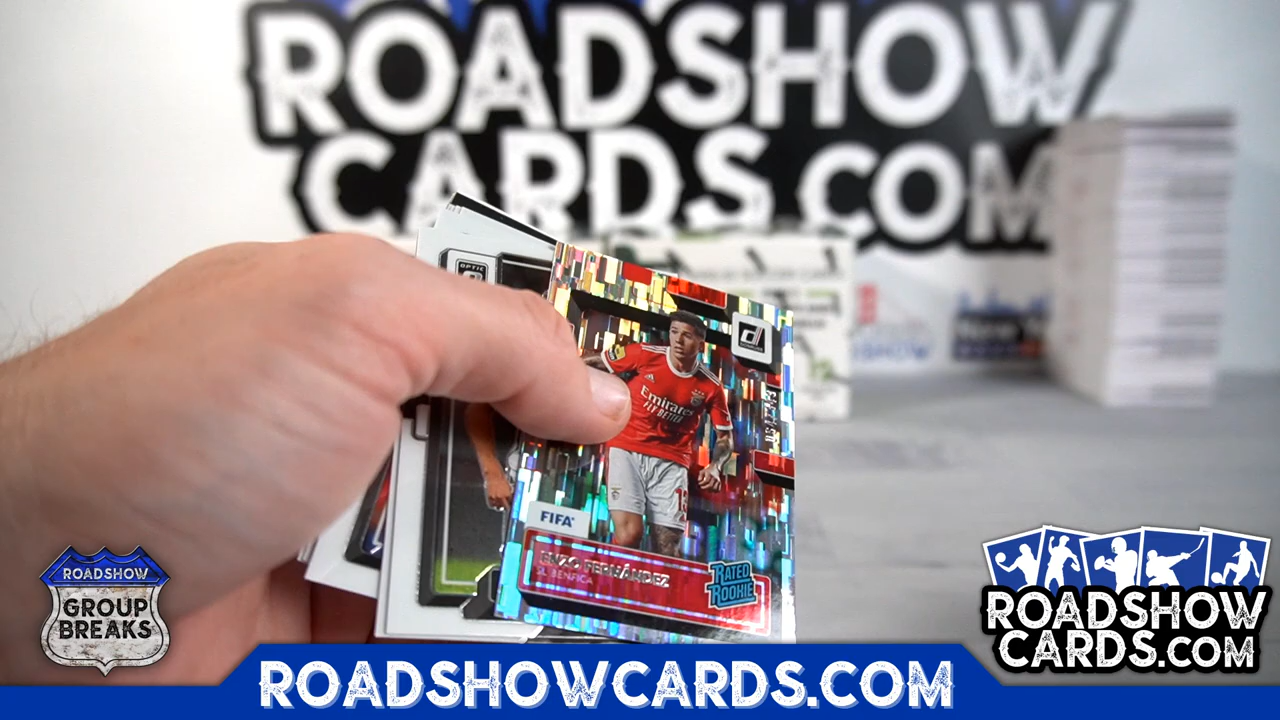 ROADSHOW
CARDS.COM
OPTIC
Emirates
FLY BETTER
FIFA
ENZO FERNÁNDEZ
SL BENFICA
RATED
ROOKIE
ROADSHOW
GROUP
BREAKS
ROADSHOW
CARDS.COM
ROADSHOWCARDS.COM